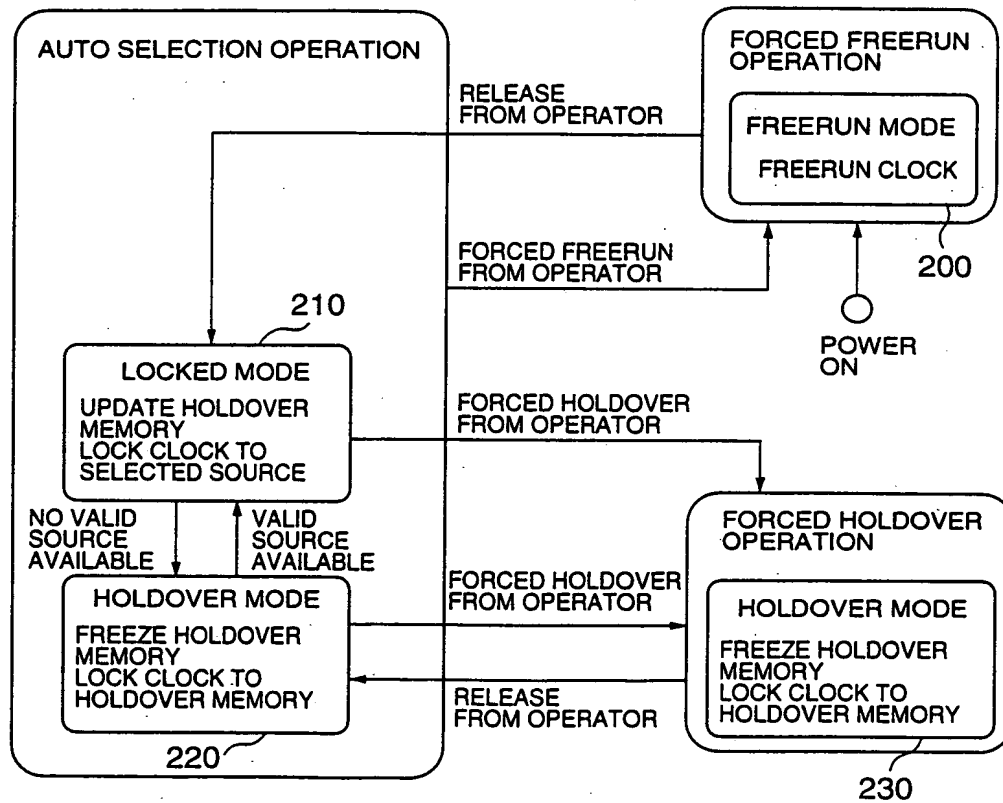 AUTO SELECTION OPERATION
FORCED FREERUN
OPERATION
FREERUN MODE
FREERUN CLOCK
200
POWER
ON
RELEASE
FROM OPERATOR
FORCED FREERUN
FROM OPERATOR
210
LOCKED MODE
UPDATE HOLDOVER
MEMORY
LOCK CLOCK TO
SELECTED SOURCE
FORCED HOLDOVER
FROM OPERATOR
NO VALID
SOURCE
AVAILABLE
VALID
SOURCE
AVAILABLE
HOLDOVER MODE
FREEZE HOLDOVER
MEMORY
LOCK CLOCK TO
HOLDOVER MEMORY
220
FORCED HOLDOVER
FROM OPERATOR
RELEASE
FROM OPERATOR
FORCED HOLDOVER
OPERATION
HOLDOVER MODE
FREEZE HOLDOVER
MEMORY
LOCK CLOCK TO
HOLDOVER MEMORY
230